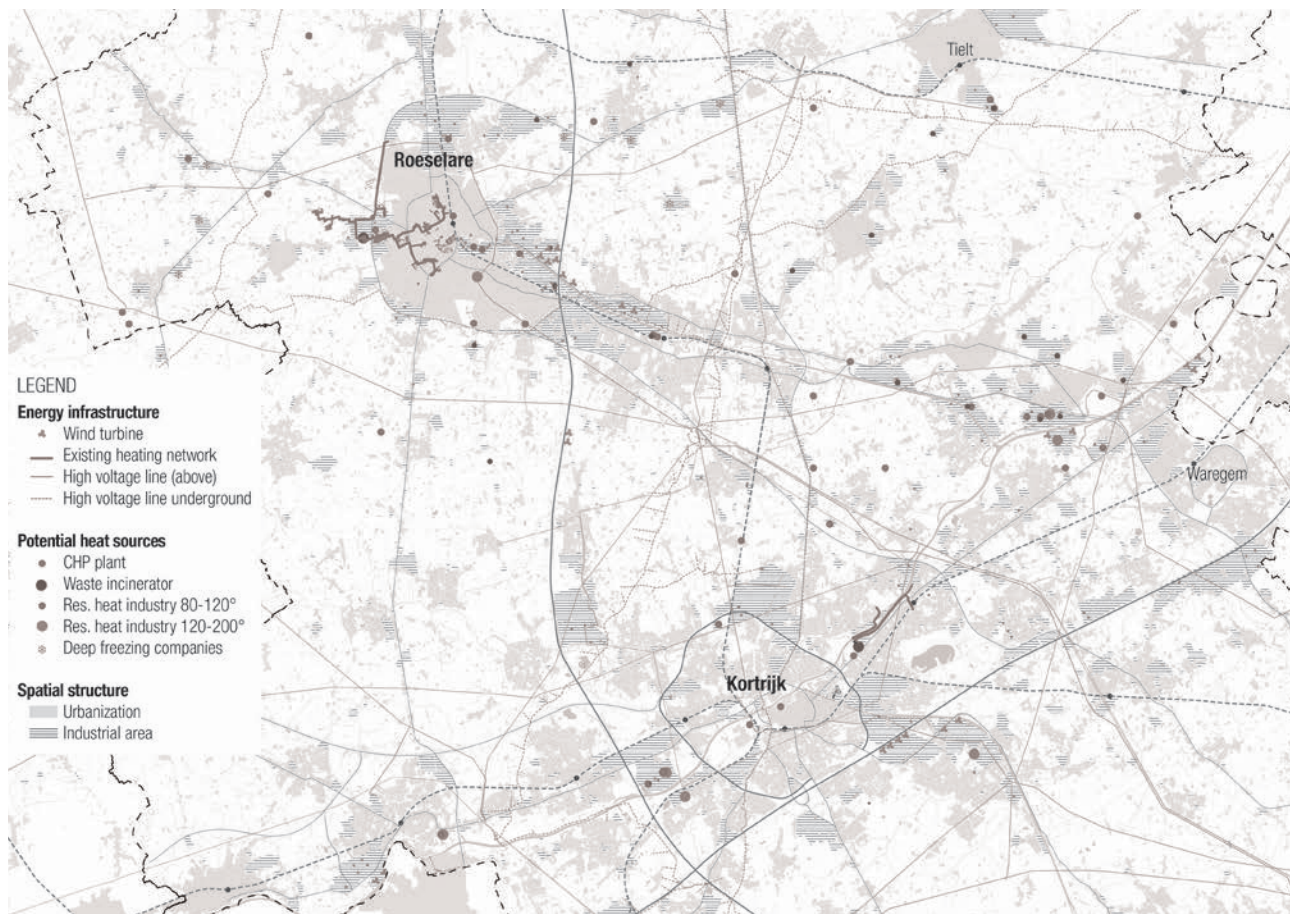 Tielt
Roeselare
Waregem
Kortrijk
LEGEND
Energy infrastructure
Wind turbine
Existing heating network
High voltage line (above)
High voltage line underground
Potential heat sources
CHP plant
Waste incinerator
Res. heat industry 80-120°
Res. heat industry 120-200°
Deep freezing companies
Spatial structure
Urbanization
Industrial area